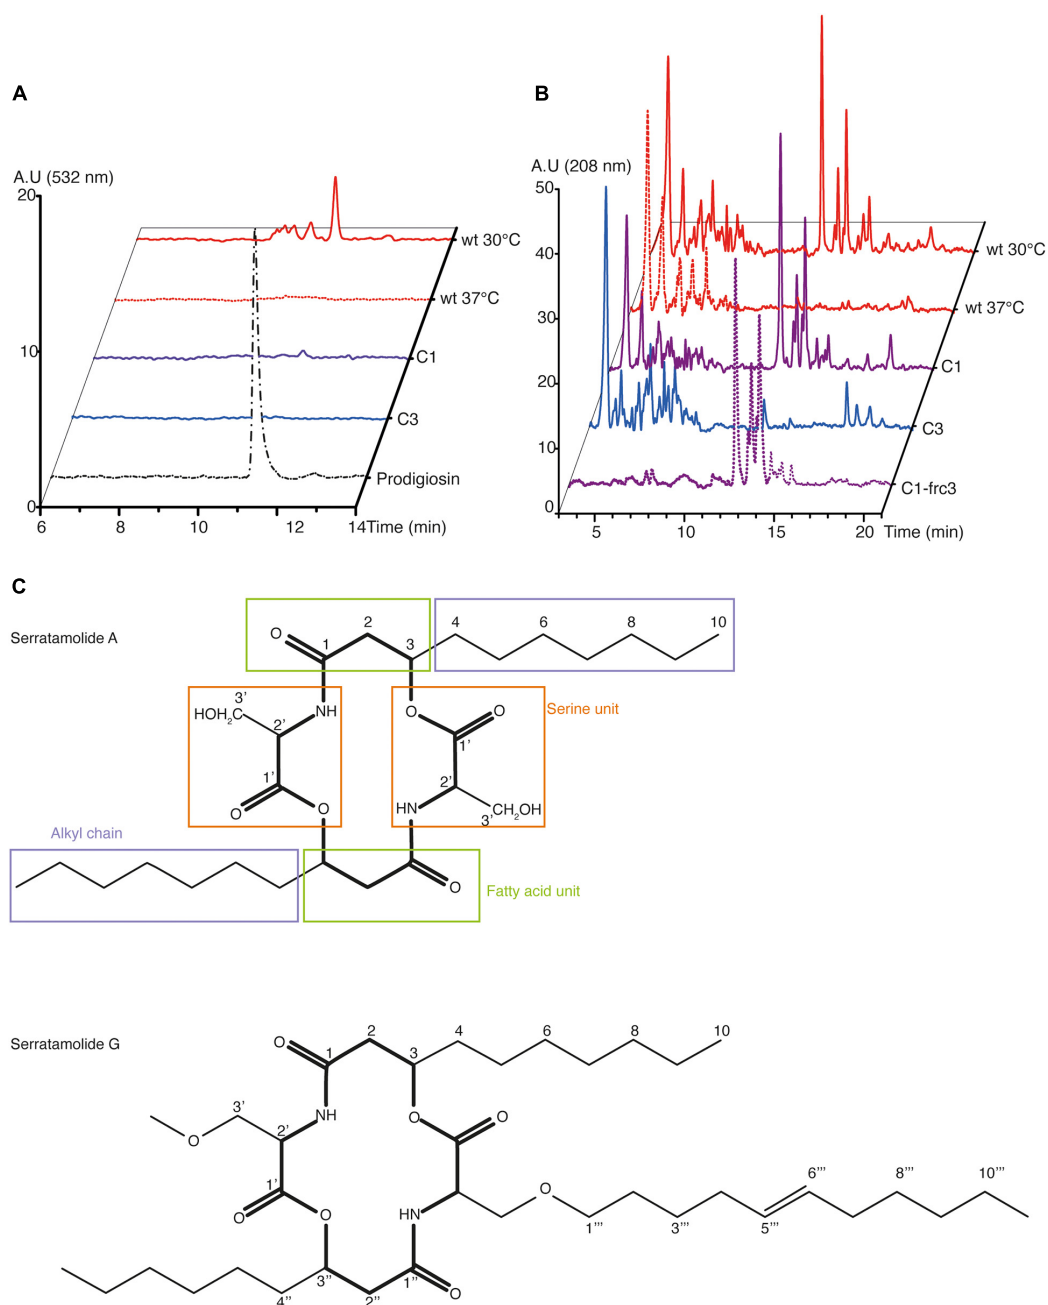 A
A.U (532 nm)
20
10
0
6 8 10 12 14 Time (min)
wt 30°C
wt 37°C
C1
C3
Prodigiosin
B
A.U (208 nm)
50
40
30
20
10
0
5 10 15 20 Time (min)
wt 30°C
wt 37°C
C1
C3
C1-frc3
C
Serratamolide A
O 1 2 3 4 6 8 10
HOH2C 3' 2' NH O O 1' Serine unit
1' O O HN 2' 3' CH2OH
Alkyl chain
O
Fatty acid unit
Serratamolide G
O 1 2 3 4 6 8 10
O 3' 2' NH O O
1' O O HN O 1''' 3''' 5''' 6''' 8''' 10'''
4'' 3'' 2'' 1'' O